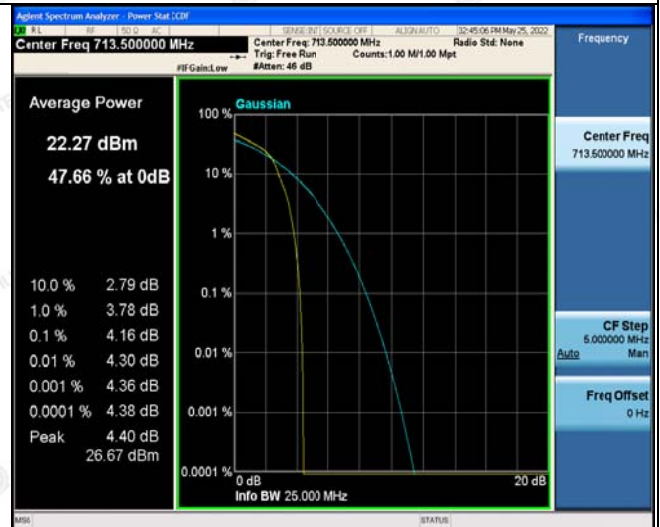 Agilent Spectrum Analyzer - Power Stat CCDF
RL RF 50 Ω AC SENSE:INT SOURCE OFF ALIGN AUTO 02:45:06 PM May 25, 2022
Center Freq 713.500000 MHz
Center Freq: 713.500000 MHz Radio Std: None
Trig: Free Run Counts:1.00 M/1.00 Mpt
#IFGain:Low #Atten: 46 dB
Frequency
Average Power
22.27 dBm
47.66 % at 0dB
10.0 % 2.79 dB
1.0 % 3.78 dB
0.1 % 4.16 dB
0.01 % 4.30 dB
0.001 % 4.36 dB
0.0001 % 4.38 dB
Peak 4.40 dB
26.67 dBm
100 %
Gaussian
10 %
1 %
0.1 %
0.01 %
0.001 %
0.0001 %
0 dB 20 dB
Info BW 25.000 MHz
Center Freq
713.500000 MHz
CF Step
5.000000 MHz
Auto Man
Freq Offset
0 Hz
MSG STATUS